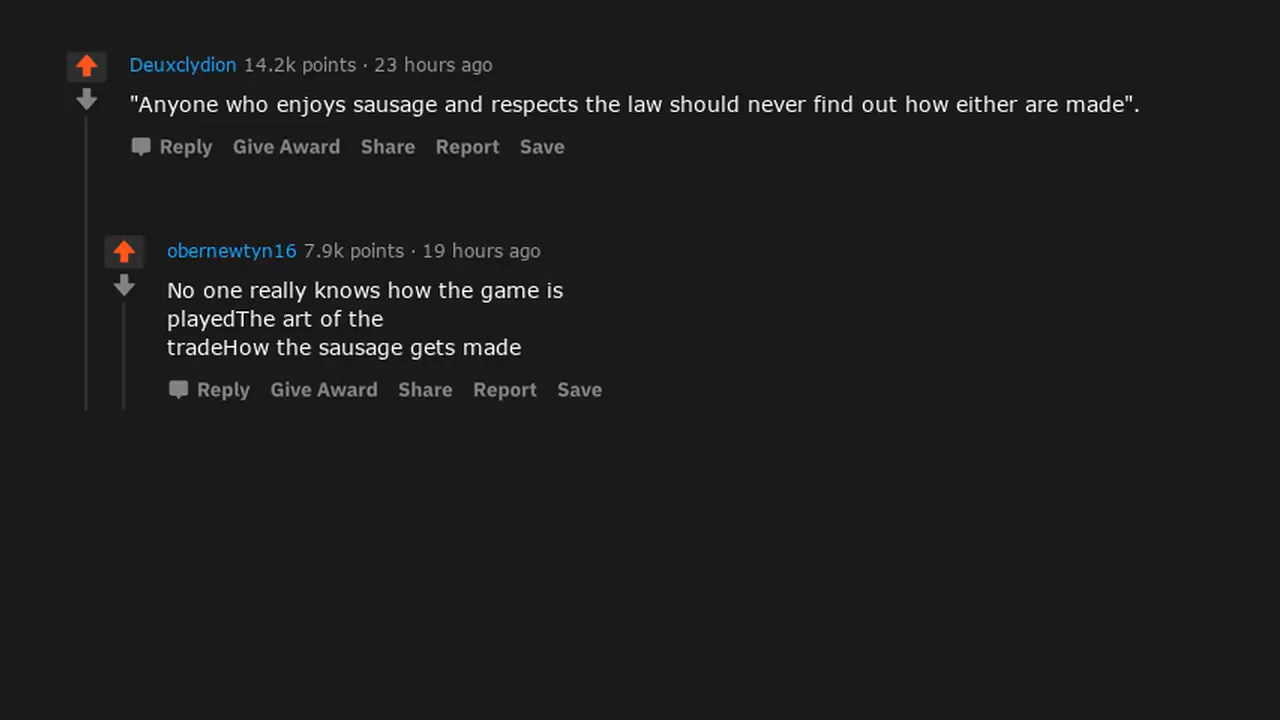 Deuxclydion 14.2k points · 23 hours ago
"Anyone who enjoys sausage and respects the law should never find out how either are made".
Reply Give Award Share Report Save
obernewtyn16 7.9k points · 19 hours ago
No one really knows how the game is
playedThe art of the
tradeHow the sausage gets made
Reply Give Award Share Report Save